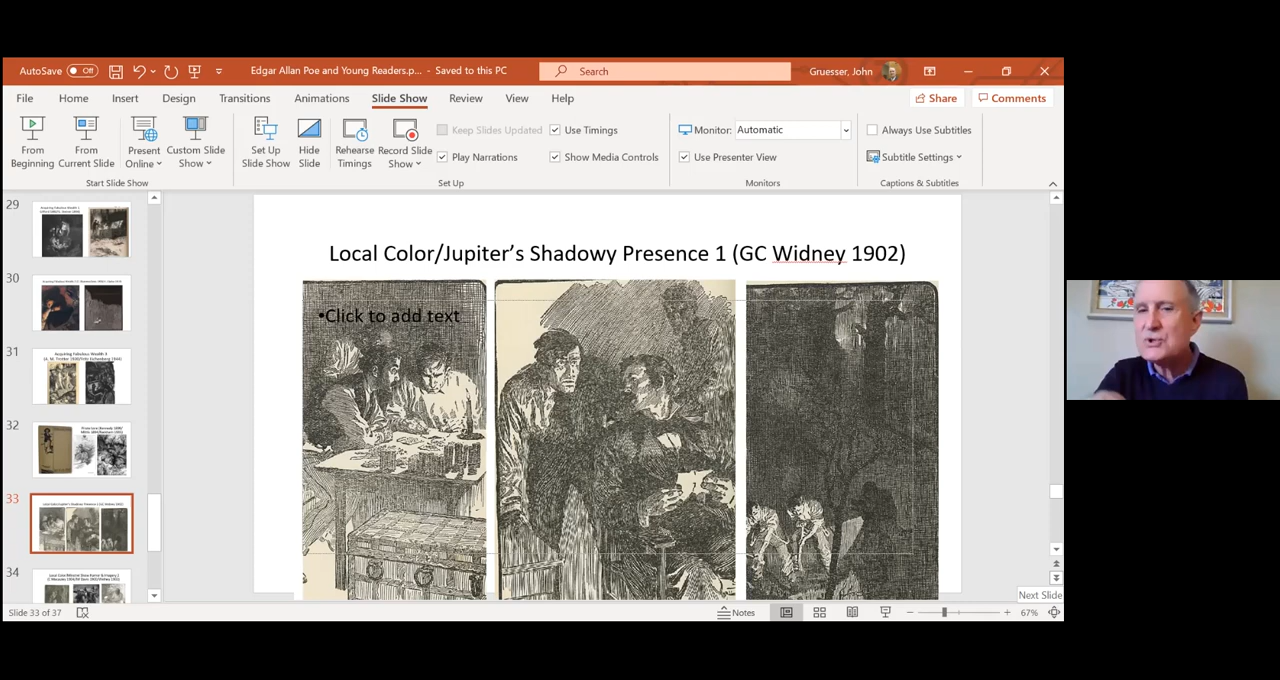 AutoSave Off Edgar Allan Poe and Young Readers.p... - Saved to this PC Search Gruesser, John
File Home Insert Design Transitions Animations Slide Show Review View Help Share Comments
From Beginning
From Current Slide
Present Online
Custom Slide Show
Set Up Slide Show
Hide Slide
Rehearse Timings
Record Slide Show
Keep Slides Updated
Use Timings
Play Narrations
Show Media Controls
Monitor: Automatic
Use Presenter View
Always Use Subtitles
Subtitle Settings
Start Slide Show Set Up Monitors Captions & Subtitles
29
30
31
32
33
34
Local Color/Jupiter's Shadowy Presence 1 (GC Widney 1902)
•Click to add text
Next Slide
Slide 33 of 37 Notes 67%